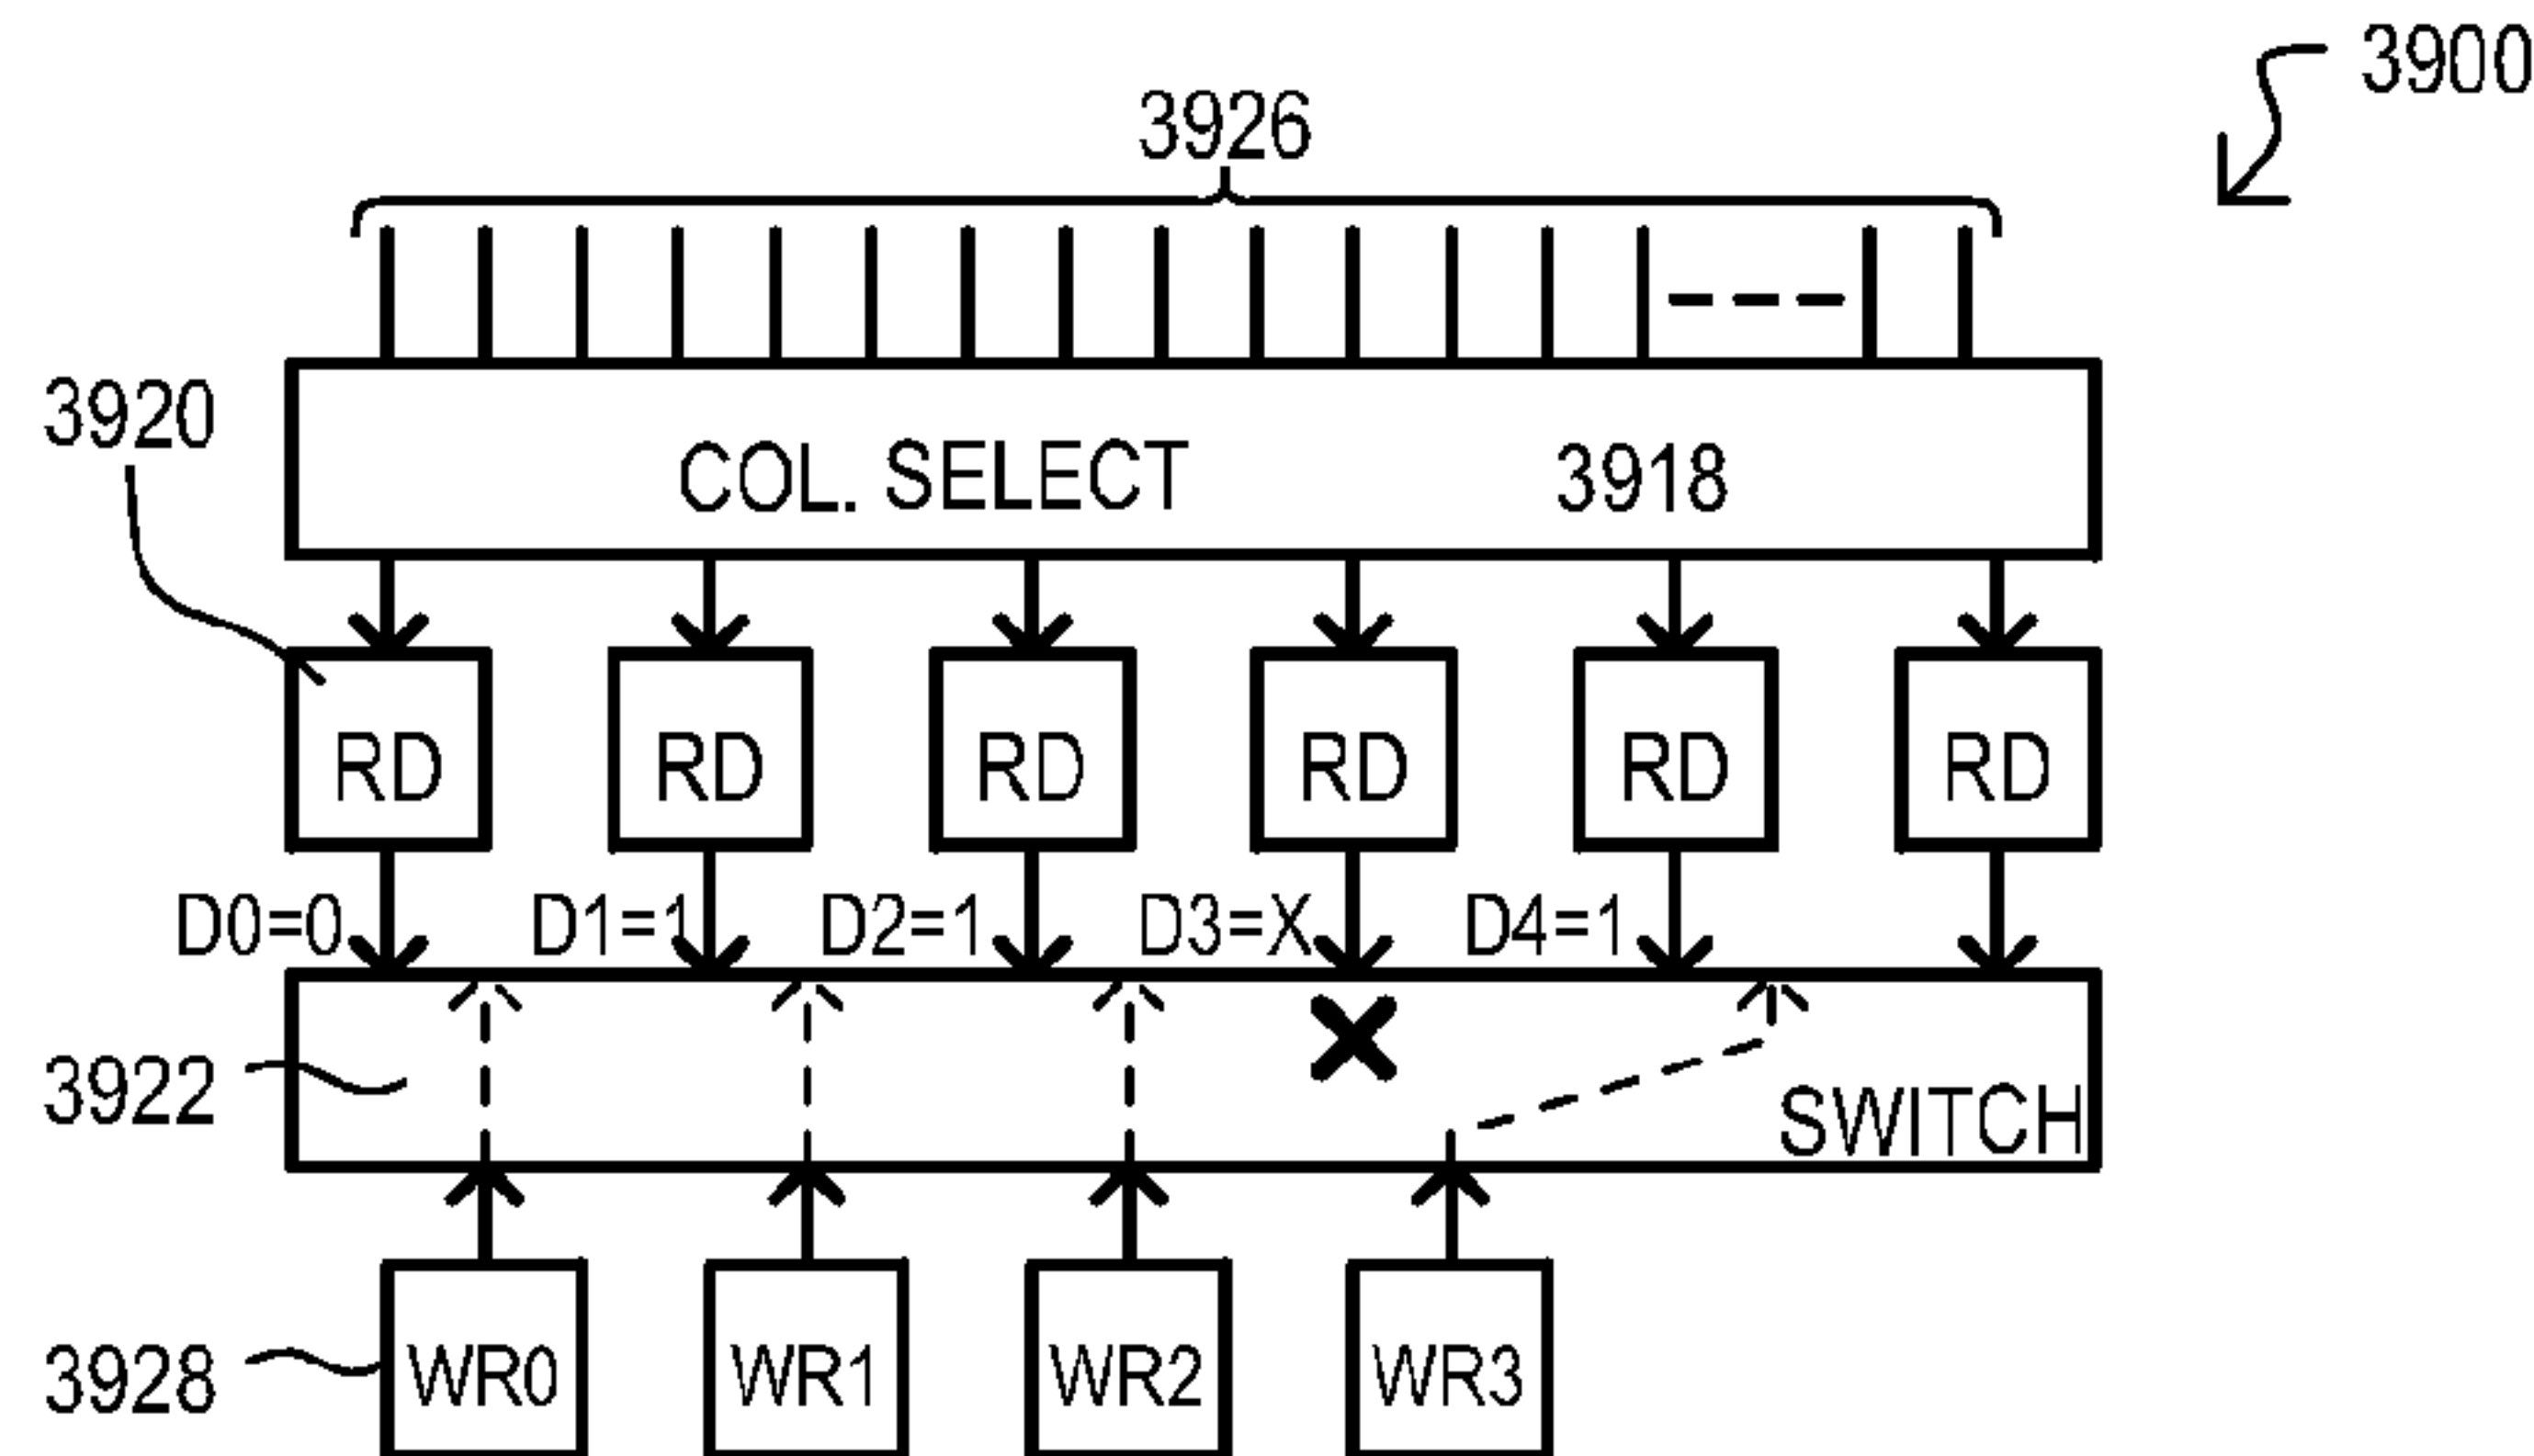 3900
3926
3920
COL. SELECT 3918
RD RD RD RD RD RD
D0=0 D1=1 D2=1 D3=X D4=1
3922
SWITCH
3928
WR0 WR1 WR2 WR3